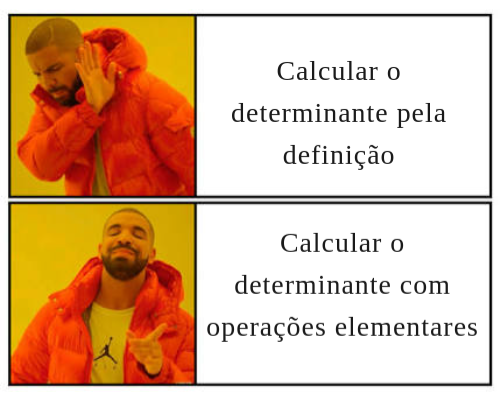 Calcular o
determinante pela
definição
Calcular o
determinante com
operações elementares